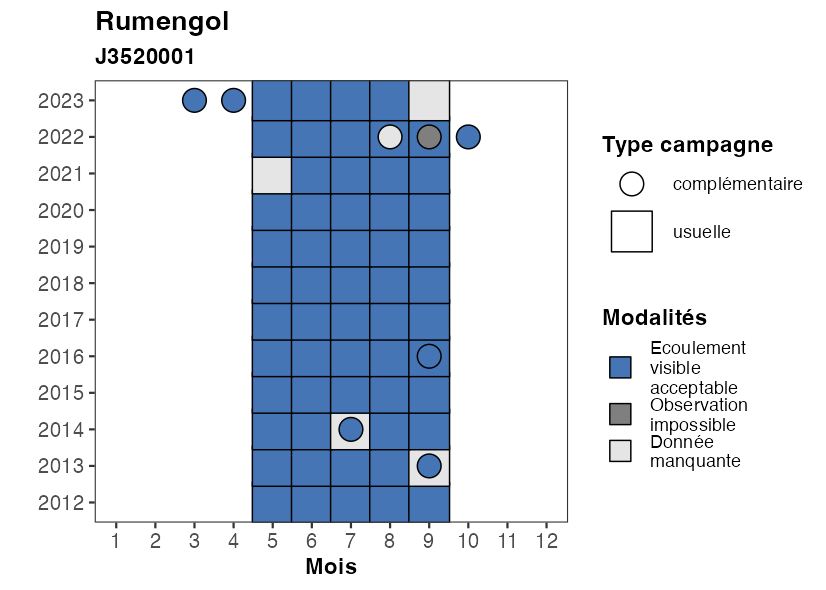 Rumengol
J3520001
2023
2022
2021
2020
2019
2018
2017
2016
2015
2014
2013
2012
1 2 3 4 5 6 7 8 9 10 11 12
Mois
Type campagne
complémentaire
usuelle
Modalités
Ecoulement
visible
acceptable
Observation
impossible
Donnée
manquante